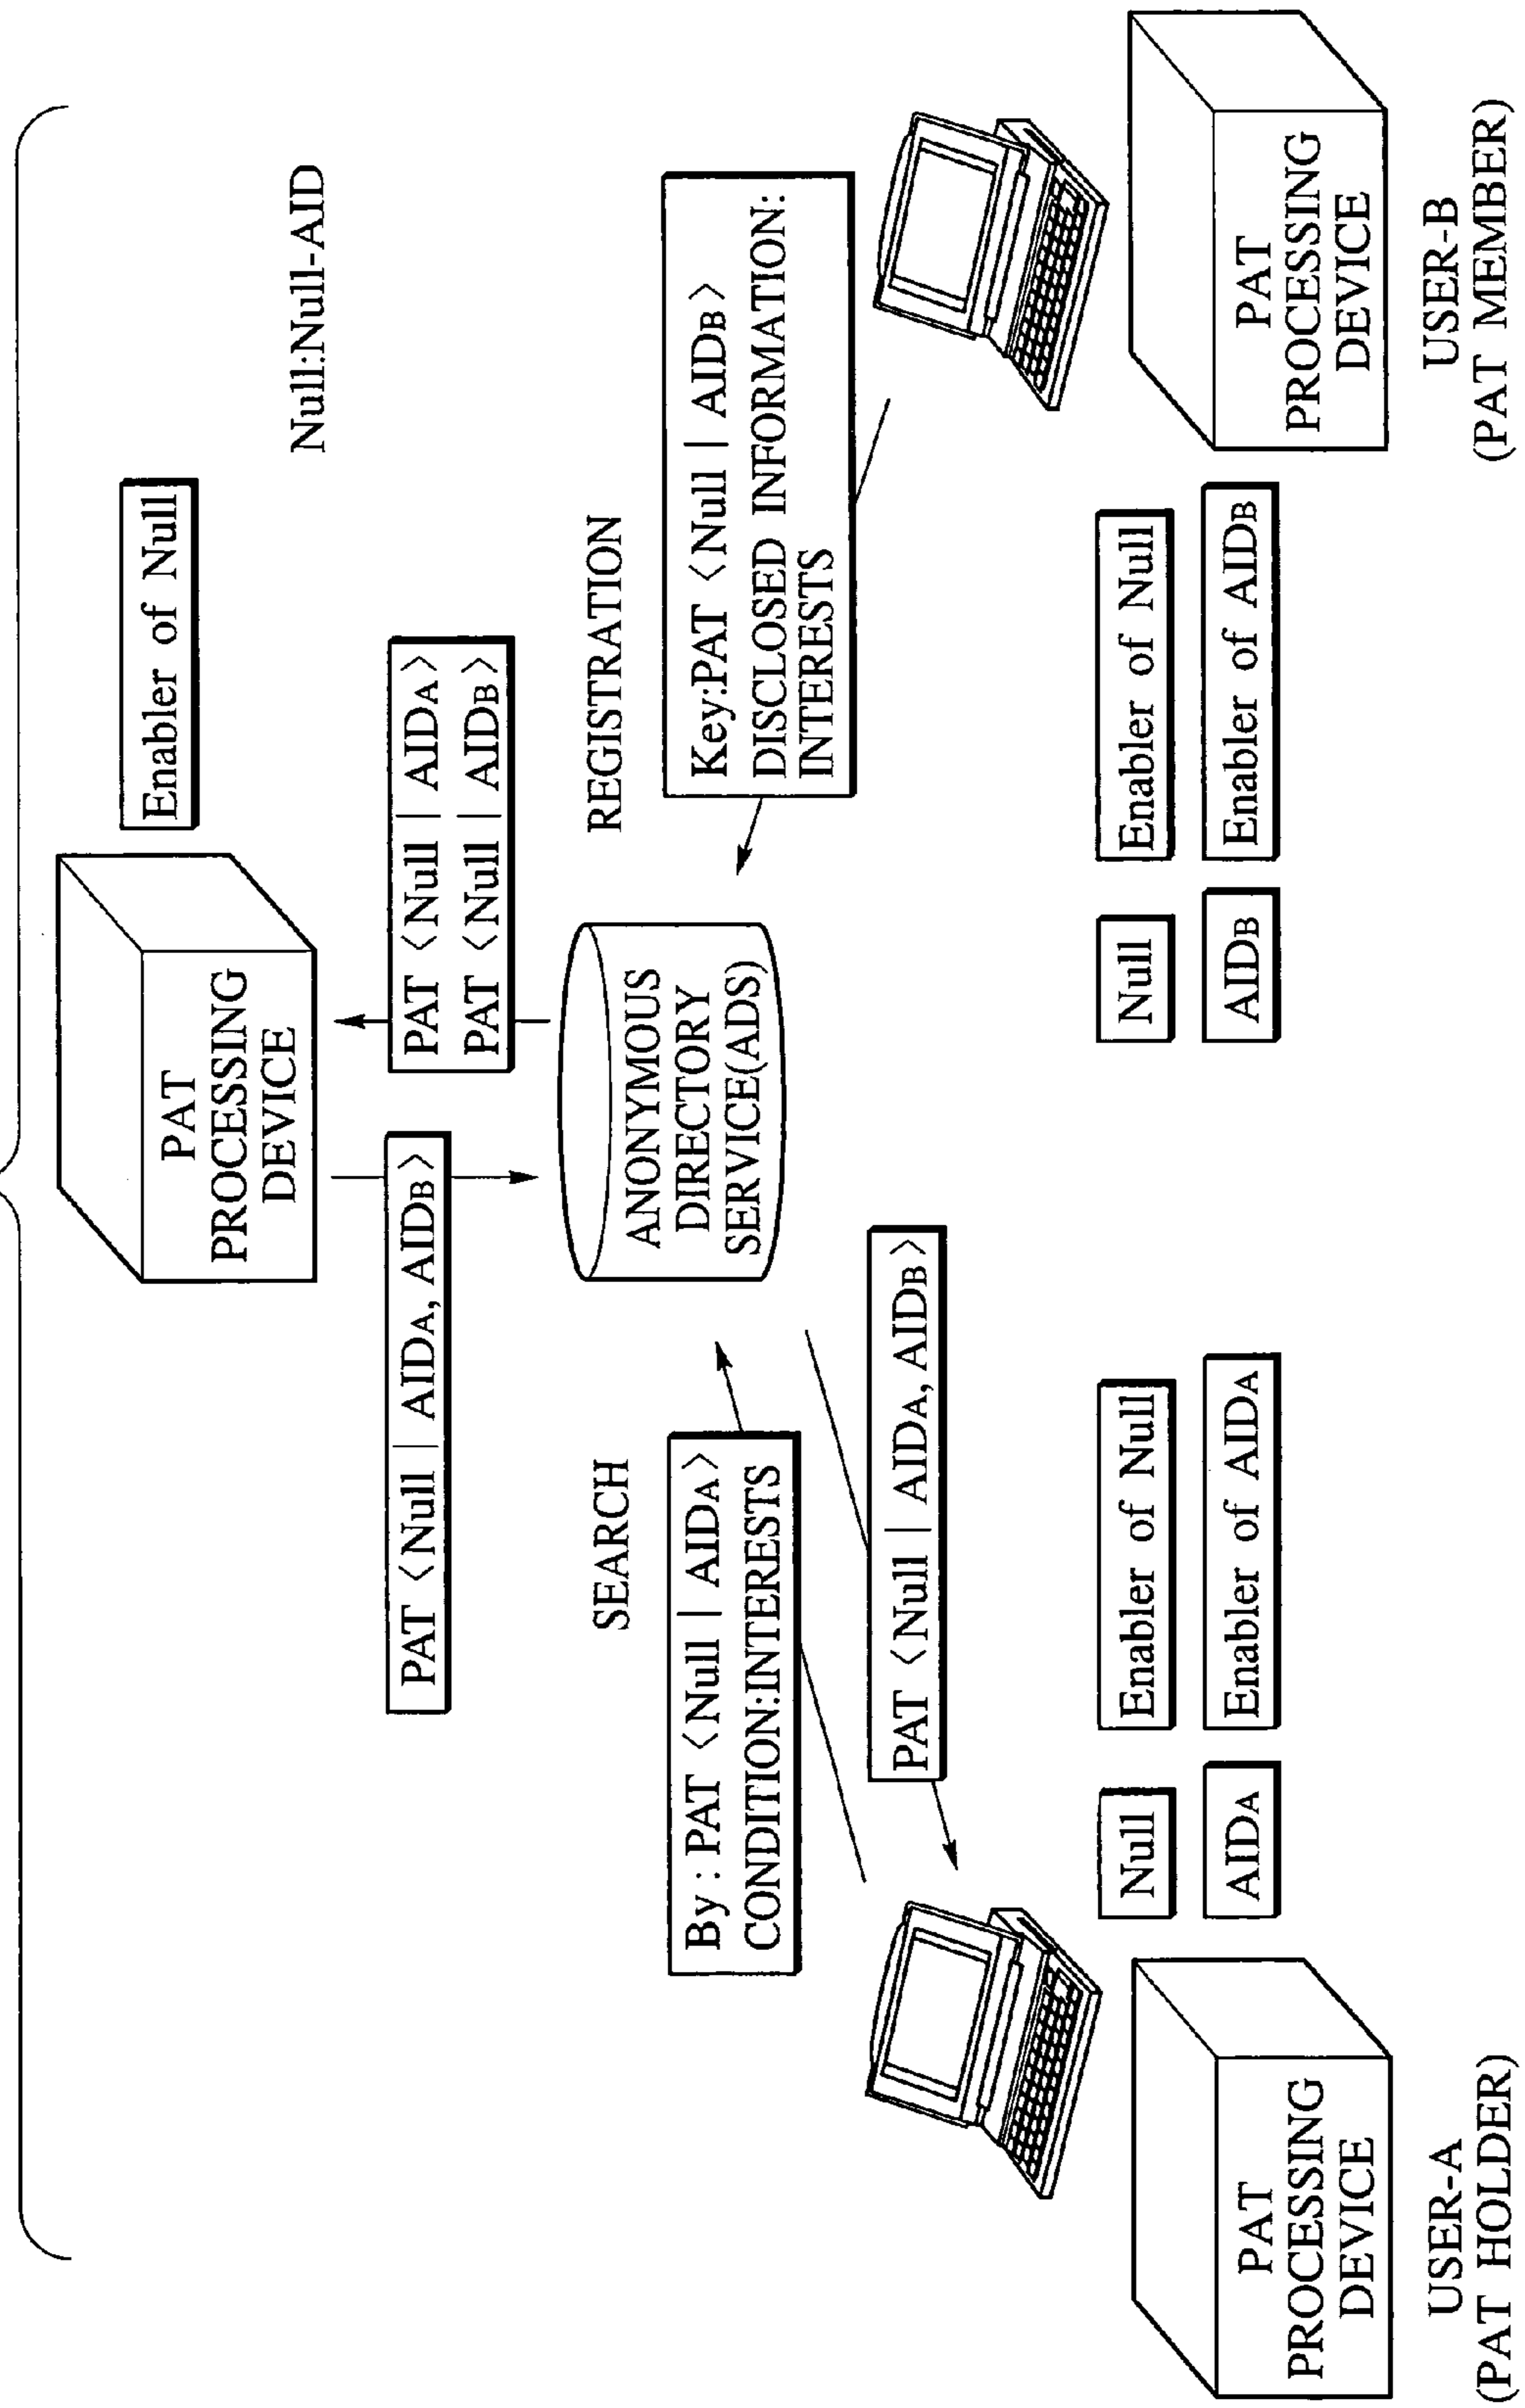 Enabler of Null
PAT
PROCESSING
DEVICE
Null:Null-AID
PAT <Null | AIDA, AIDB>
PAT <Null | AIDA>
PAT <Null | AIDB>
SEARCH
REGISTRATION
ANONYMOUS
DIRECTORY
SERVICE(ADS)
By : PAT <Null | AIDA>
CONDITION:INTERESTS
Key:PAT <Null | AIDB>
DISCLOSED INFORMATION:
INTERESTS
PAT <Null | AIDA, AIDB>
Null
Enabler of Null
AIDA
Enabler of AIDA
Null
Enabler of Null
AIDB
Enabler of AIDB
PAT
PROCESSING
DEVICE
USER-A
(PAT HOLDER)
PAT
PROCESSING
DEVICE
USER-B
(PAT MEMBER)